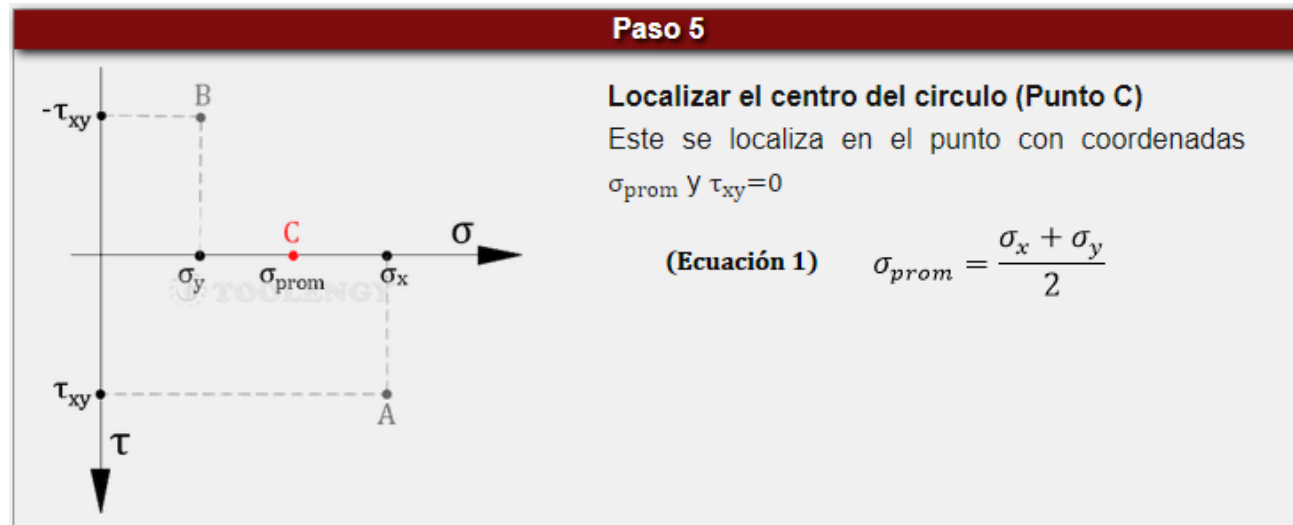 Paso 5
Localizar el centro del circulo (Punto C)
Este se localiza en el punto con coordenadas
σprom y τxy=0
(Ecuación 1) σprom = (σx + σy) / 2
-τxy
B
C
σ
σy
σprom
σx
TOOLENGY
τxy
A
τ